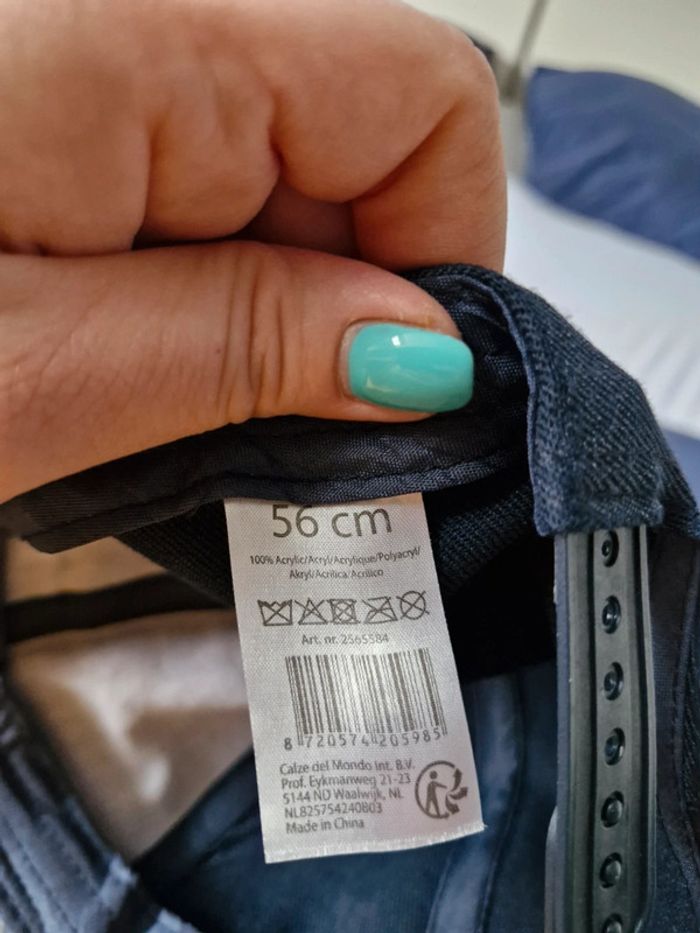 56 cm
100% Acrylic/Acryl/Acrylique/Polyacryl/
Akryl/Acrílica/Acrilico
Art. nr. 2565584
8 720574 205985
Calze del Mondo Int. B.V.
Prof. Eykmanweg 21-23
5144 ND Waalwijk, NL
NL825754240B03
Made in China